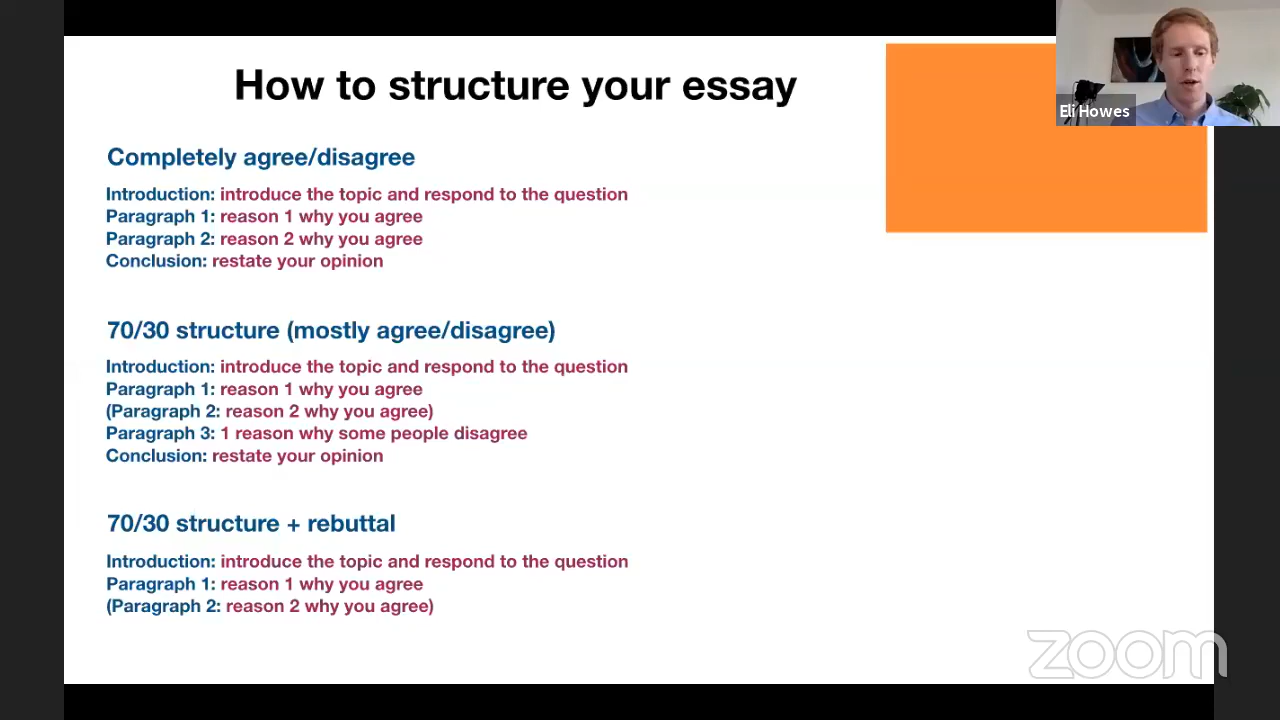 How to structure your essay
Eli Howes
Completely agree/disagree
Introduction: introduce the topic and respond to the question
Paragraph 1: reason 1 why you agree
Paragraph 2: reason 2 why you agree
Conclusion: restate your opinion
70/30 structure (mostly agree/disagree)
Introduction: introduce the topic and respond to the question
Paragraph 1: reason 1 why you agree
(Paragraph 2: reason 2 why you agree)
Paragraph 3: 1 reason why some people disagree
Conclusion: restate your opinion
70/30 structure + rebuttal
Introduction: introduce the topic and respond to the question
Paragraph 1: reason 1 why you agree
(Paragraph 2: reason 2 why you agree)
zoom